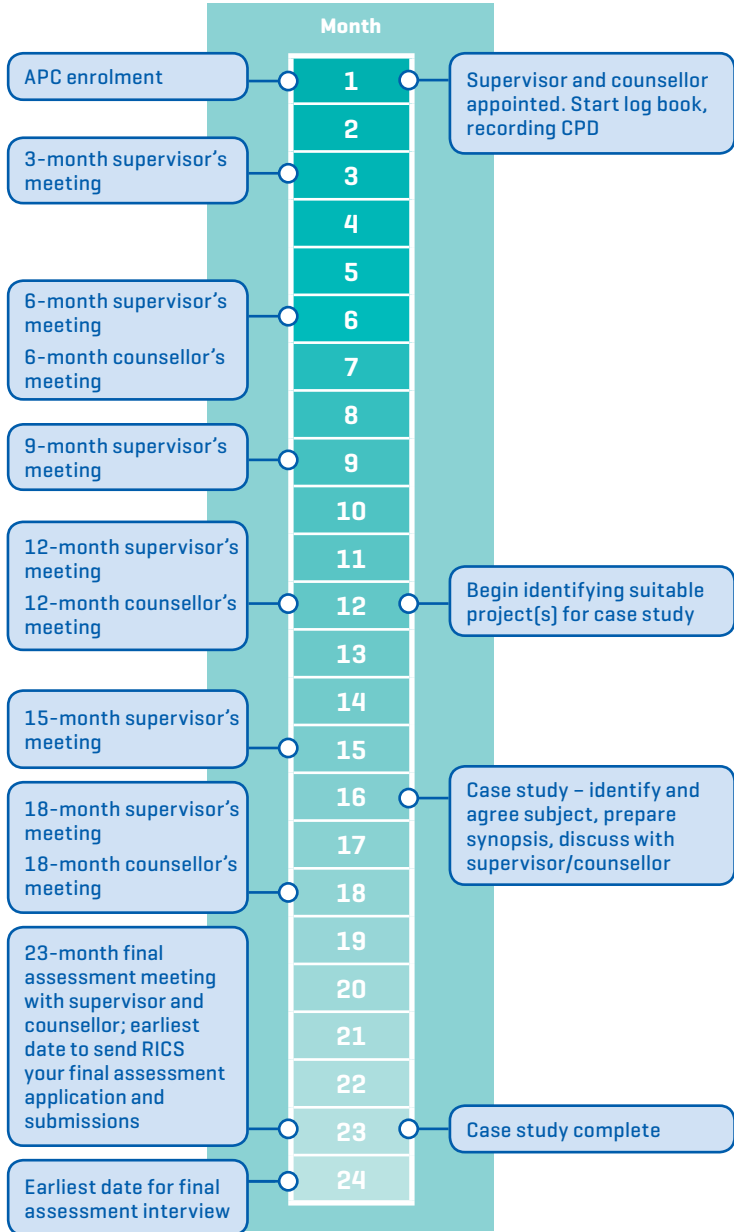 Month
APC enrolment
1
Supervisor and counsellor
appointed. Start log book,
recording CPD
2
3-month supervisor's
meeting
3
4
5
6-month supervisor's
meeting
6-month counsellor's
meeting
6
7
8
9-month supervisor's
meeting
9
10
11
12-month supervisor's
meeting
12-month counsellor's
meeting
12
Begin identifying suitable
project(s) for case study
13
14
15-month supervisor's
meeting
15
16
Case study – identify and
agree subject, prepare
synopsis, discuss with
supervisor/counsellor
18-month supervisor's
meeting
18-month counsellor's
meeting
17
18
19
23-month final
assessment meeting
with supervisor and
counsellor; earliest
date to send RICS
your final assessment
application and
submissions
20
21
22
23
Case study complete
24
Earliest date for final
assessment interview